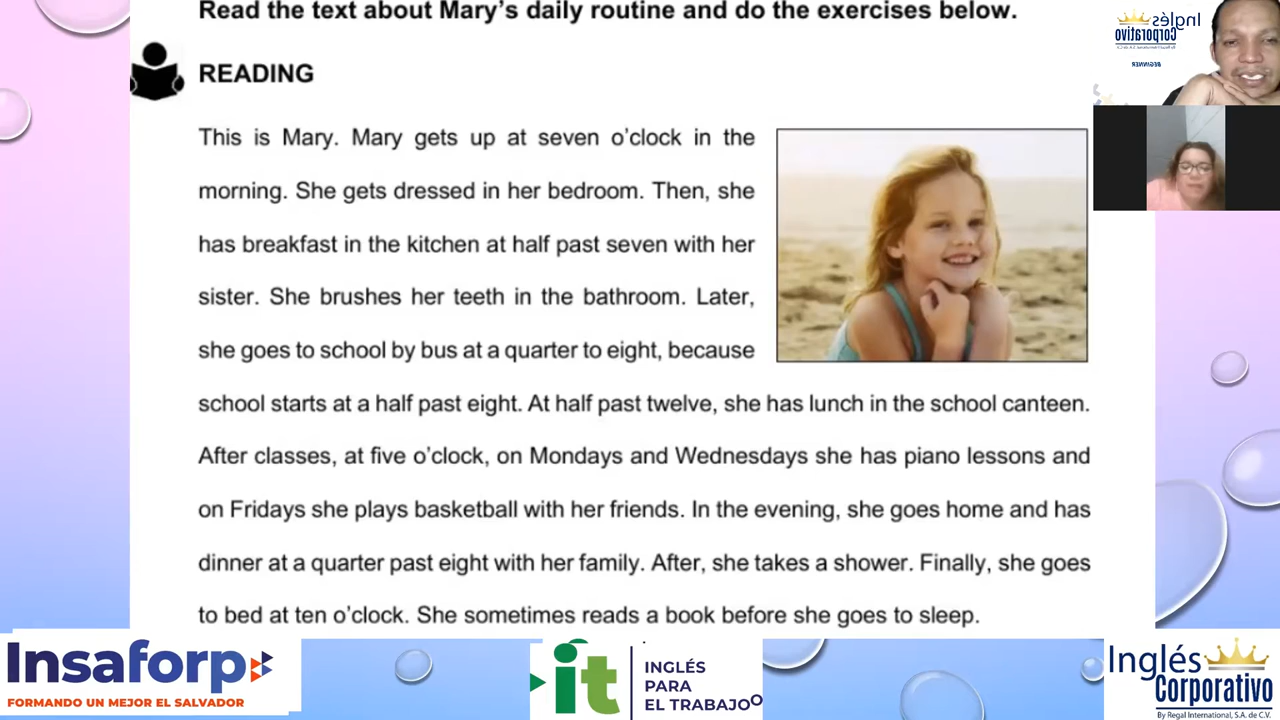 Read the text about Mary's daily routine and do the exercises below.
READING
This is Mary. Mary gets up at seven o'clock in the
morning. She gets dressed in her bedroom. Then, she
has breakfast in the kitchen at half past seven with her
sister. She brushes her teeth in the bathroom. Later,
she goes to school by bus at a quarter to eight, because
school starts at a half past eight. At half past twelve, she has lunch in the school canteen.
After classes, at five o'clock, on Mondays and Wednesdays she has piano lessons and
on Fridays she plays basketball with her friends. In the evening, she goes home and has
dinner at a quarter past eight with her family. After, she takes a shower. Finally, she goes
to bed at ten o'clock. She sometimes reads a book before she goes to sleep.
Inglés
Corporativo
By Regal International, S.A. de C.V.
BEGINNER
Insaforp
FORMANDO UN MEJOR EL SALVADOR
it
INGLÉS
PARA
EL TRABAJO
Inglés
Corporativo
By Regal International, S.A. de C.V.